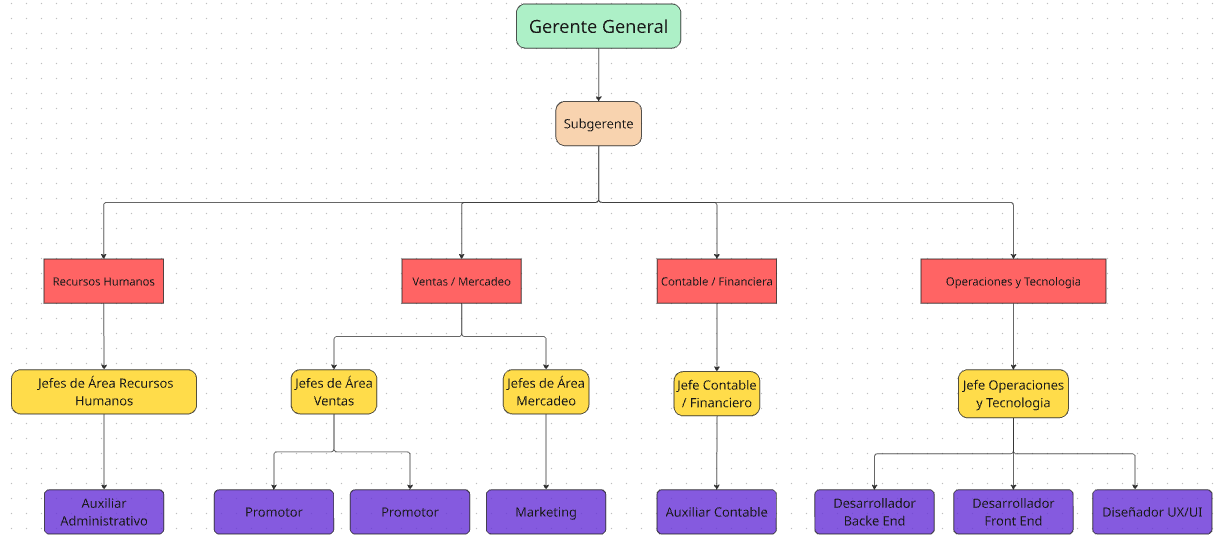 Gerente General
Subgerente
Recursos Humanos
Ventas / Mercadeo
Contable / Financiera
Operaciones y Tecnologia
Jefes de Área Recursos
Humanos
Jefes de Área
Ventas
Jefes de Área
Mercadeo
Jefe Contable
/ Financiero
Jefe Operaciones
y Tecnologia
Auxiliar
Administrativo
Promotor
Promotor
Marketing
Auxiliar Contable
Desarrollador
Backe End
Desarrollador
Front End
Diseñador UX/UI